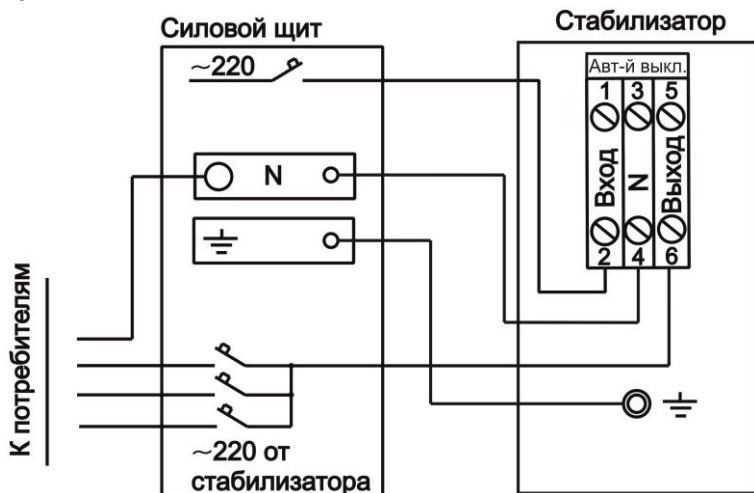 Силовой щит
Стабилизатор
~220
Авт-й выкл.
1 3 5
Вход
N
Выход
2 4 6
N
К потребителям
~220 от
стабилизатора